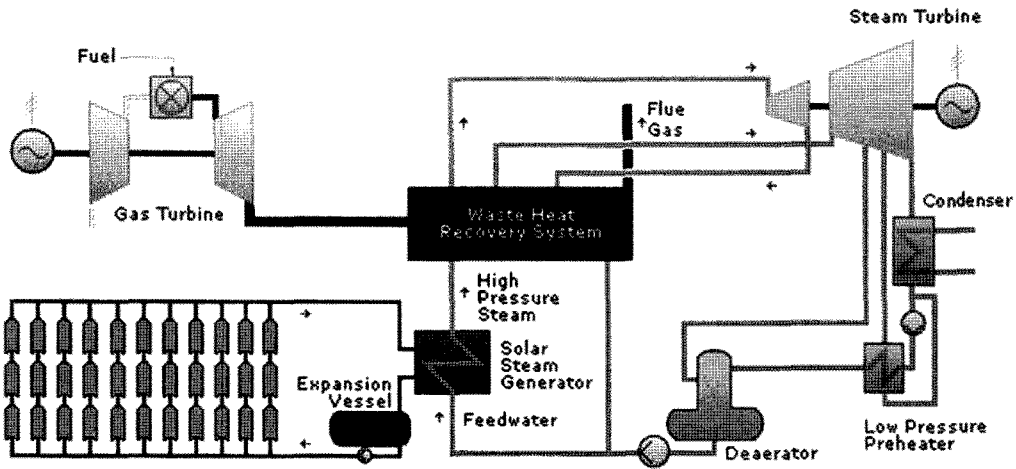 Steam Turbine
Fuel
Flue
Gas
Gas Turbine
Waste Heat
Recovery System
Condenser
High
Pressure
Steam
Solar
Steam
Generator
Expansion
Vessel
Feedwater
Deaerator
Low Pressure
Preheater